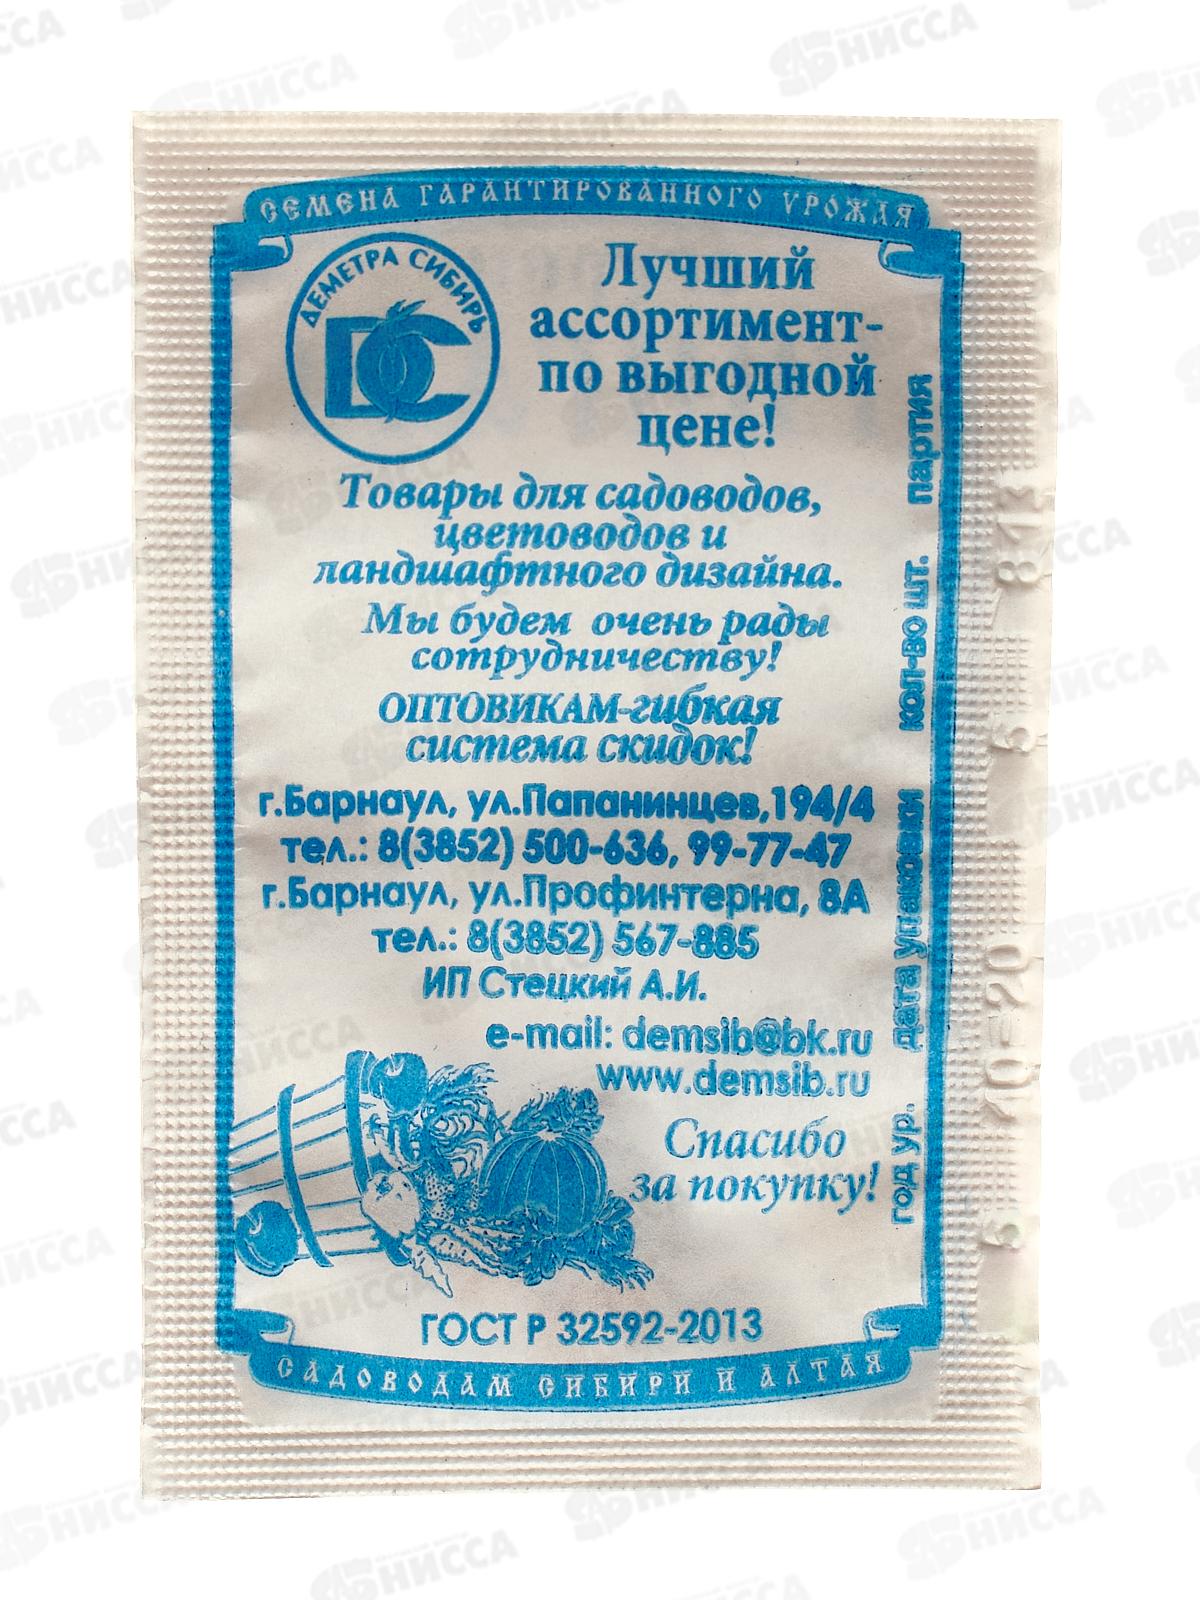 СЕМЕНА ГАРАНТИРОВАННОГО УРОЖАЯ
ДЕМЕТРА СИБИРЬ
ДС
Лучший
ассортимент-
по выгодной
цене!
Товары для садоводов,
цветоводов и
ландшафтного дизайна.
Мы будем очень рады
сотрудничеству!
ОПТОВИКАМ-гибкая
система скидок!
г.Барнаул, ул.Папанинцев,194/4
тел.: 8(3852) 500-636, 99-77-47
г.Барнаул, ул.Профинтерна, 8А
тел.: 8(3852) 567-885
ИП Стецкий А.И.
e-mail: demsib@bk.ru
www.demsib.ru
Спасибо
за покупку!
ГОСТ Р 32592-2013
САДОВОДАМ СИБИРИ И АЛТАЯ
год ур. дата упаковки кол-во шт. партия
10-20
НИССА